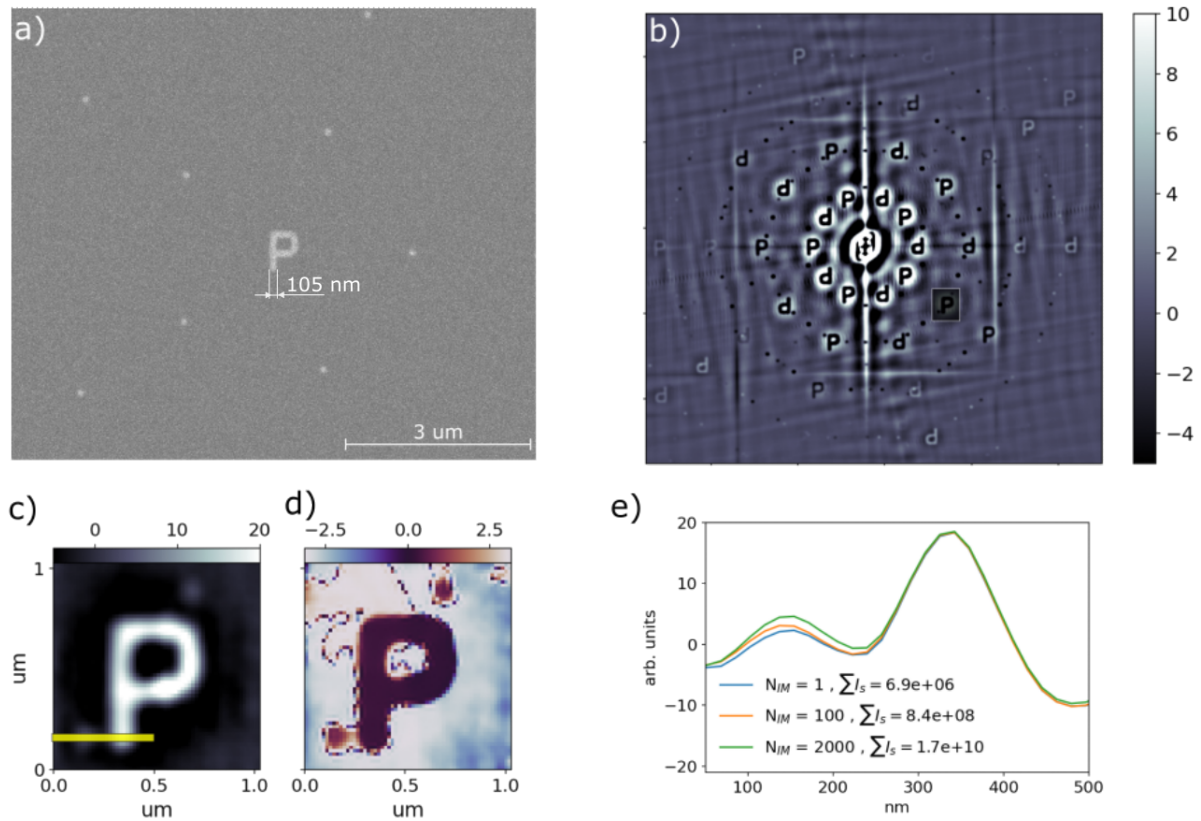 a)
P
105 nm
3 um
b)
10
8
6
4
2
0
−2
−4
c)
0 10 20
1
um
0
0.0 0.5 1.0
um
P
d)
−2.5 0.0 2.5
0.0 0.5 1.0
um
P
e)
20
10
0
−10
−20
arb. units
N_IM = 1 , ∑I_s = 6.9e+06
N_IM = 100 , ∑I_s = 8.4e+08
N_IM = 2000 , ∑I_s = 1.7e+10
100 200 300 400 500
nm